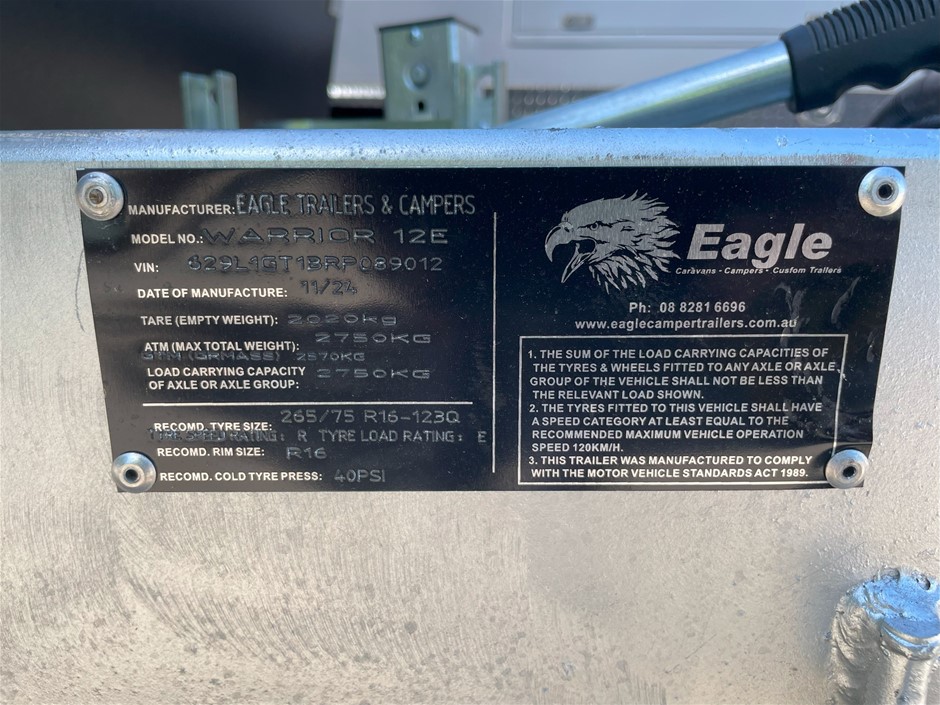 MANUFACTURER: EAGLE TRAILERS & CAMPERS
MODEL NO.: WARRIOR 12E
VIN: 629L1GT1BRP089012
DATE OF MANUFACTURE: 11/24
TARE (EMPTY WEIGHT): 2020kg
ATM (MAX TOTAL WEIGHT): 2750KG
GTM (GRMASS) 2570KG
LOAD CARRYING CAPACITY
OF AXLE OR AXLE GROUP: 2750KG
RECOMD. TYRE SIZE: 265/75 R16-123Q
TYRE SPEED RATING: R TYRE LOAD RATING: E
RECOMD. RIM SIZE: R16
RECOMD. COLD TYRE PRESS: 40PSI
Eagle
Caravans - Campers - Custom Trailers
Ph: 08 8281 6696
www.eaglecampertrailers.com.au
1. THE SUM OF THE LOAD CARRYING CAPACITIES OF
THE TYRES & WHEELS FITTED TO ANY AXLE OR AXLE
GROUP OF THE VEHICLE SHALL NOT BE LESS THAN
THE RELEVANT LOAD SHOWN.
2. THE TYRES FITTED TO THIS VEHICLE SHALL HAVE
A SPEED CATEGORY AT LEAST EQUAL TO THE
RECOMMENDED MAXIMUM VEHICLE OPERATION
SPEED 120KM/H.
3. THIS TRAILER WAS MANUFACTURED TO COMPLY
WITH THE MOTOR VEHICLE STANDARDS ACT 1989.